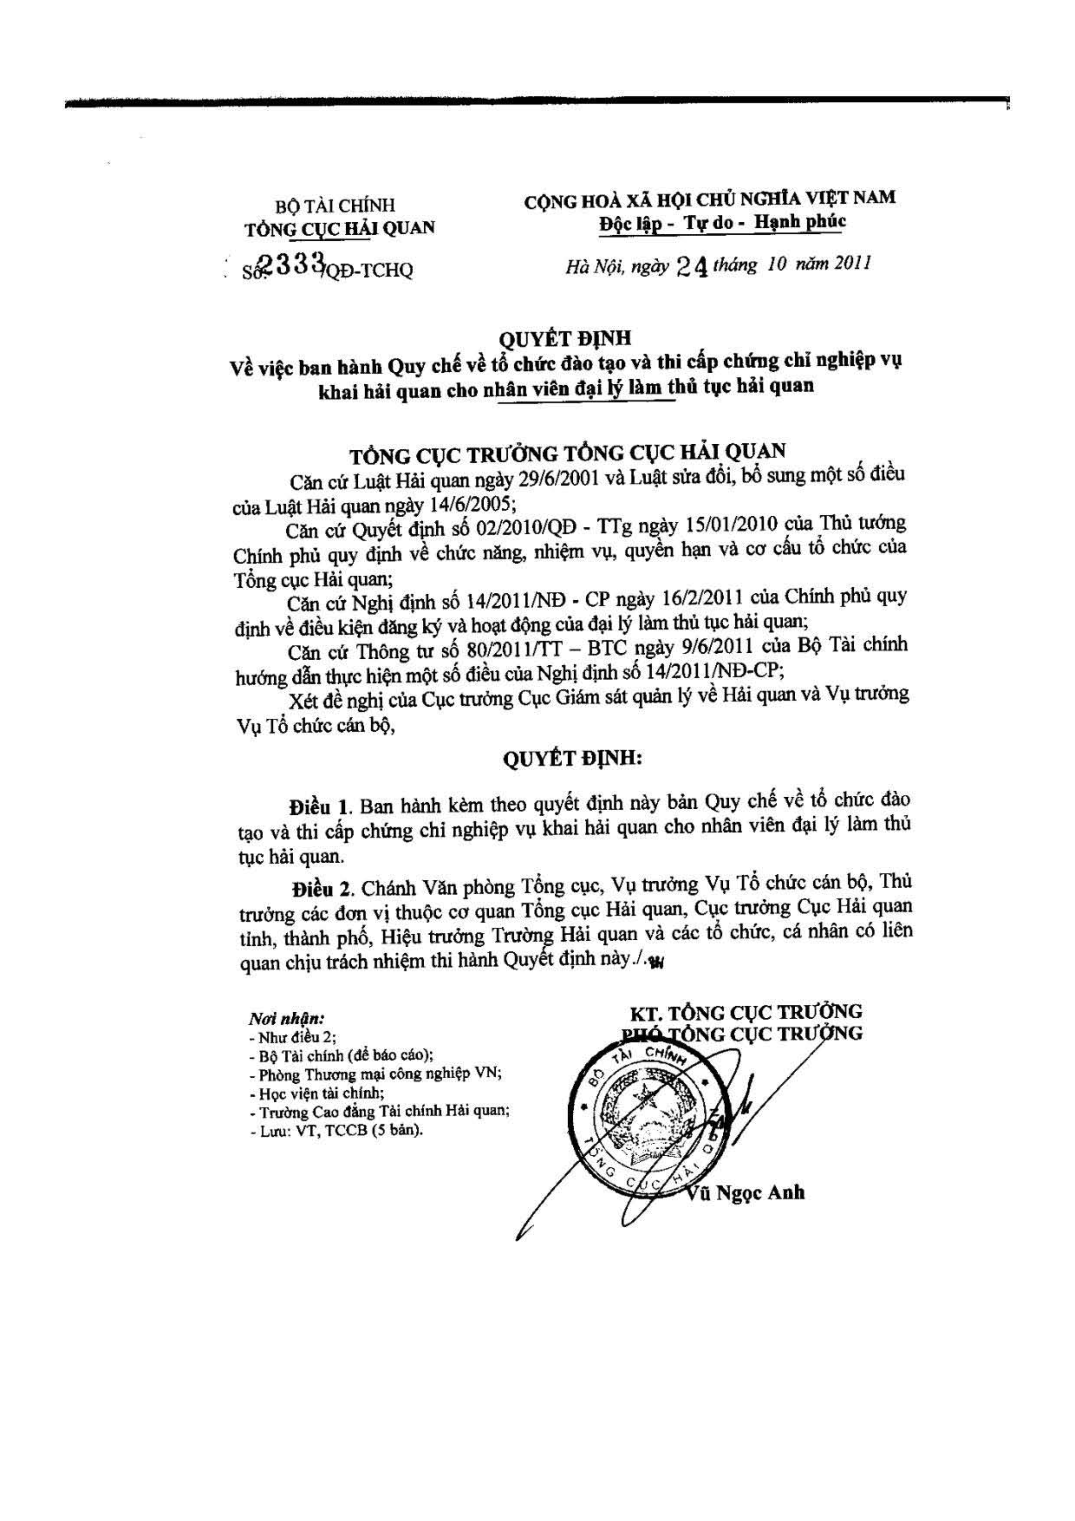 BỘ TÀI CHÍNH
TỔNG CỤC HẢI QUAN
Số: 2333/QĐ-TCHQ
CỘNG HOÀ XÃ HỘI CHỦ NGHĨA VIỆT NAM
Độc lập - Tự do - Hạnh phúc
Hà Nội, ngày 24 tháng 10 năm 2011
QUYẾT ĐỊNH
Về việc ban hành Quy chế về tổ chức đào tạo và thi cấp chứng chỉ nghiệp vụ
khai hải quan cho nhân viên đại lý làm thủ tục hải quan
TỔNG CỤC TRƯỞNG TỔNG CỤC HẢI QUAN
Căn cứ Luật Hải quan ngày 29/6/2001 và Luật sửa đổi, bổ sung một số điều
của Luật Hải quan ngày 14/6/2005;
Căn cứ Quyết định số 02/2010/QĐ - TTg ngày 15/01/2010 của Thủ tướng
Chính phủ quy định về chức năng, nhiệm vụ, quyền hạn và cơ cấu tổ chức của
Tổng cục Hải quan;
Căn cứ Nghị định số 14/2011/NĐ - CP ngày 16/2/2011 của Chính phủ quy
định về điều kiện đăng ký và hoạt động của đại lý làm thủ tục hải quan;
Căn cứ Thông tư số 80/2011/TT – BTC ngày 9/6/2011 của Bộ Tài chính
hướng dẫn thực hiện một số điều của Nghị định số 14/2011/NĐ-CP;
Xét đề nghị của Cục trưởng Cục Giám sát quản lý về Hải quan và Vụ trưởng
Vụ Tổ chức cán bộ,
QUYẾT ĐỊNH:
Điều 1. Ban hành kèm theo quyết định này bản Quy chế về tổ chức đào
tạo và thi cấp chứng chỉ nghiệp vụ khai hải quan cho nhân viên đại lý làm thủ
tục hải quan.
Điều 2. Chánh Văn phòng Tổng cục, Vụ trưởng Vụ Tổ chức cán bộ, Thủ
trưởng các đơn vị thuộc cơ quan Tổng cục Hải quan, Cục trưởng Cục Hải quan
tỉnh, thành phố, Hiệu trưởng Trường Hải quan và các tổ chức, cá nhân có liên
quan chịu trách nhiệm thi hành Quyết định này./.
Nơi nhận:
- Như điều 2;
- Bộ Tài chính (để báo cáo);
- Phòng Thương mại công nghiệp VN;
- Học viện tài chính;
- Trường Cao đẳng Tài chính Hải quan;
- Lưu: VT, TCCB (5 bản).
KT. TỔNG CỤC TRƯỞNG
PHÓ TỔNG CỤC TRƯỞNG
BỘ TÀI CHÍNH
TỔNG CỤC HẢI QUAN
Vũ Ngọc Anh